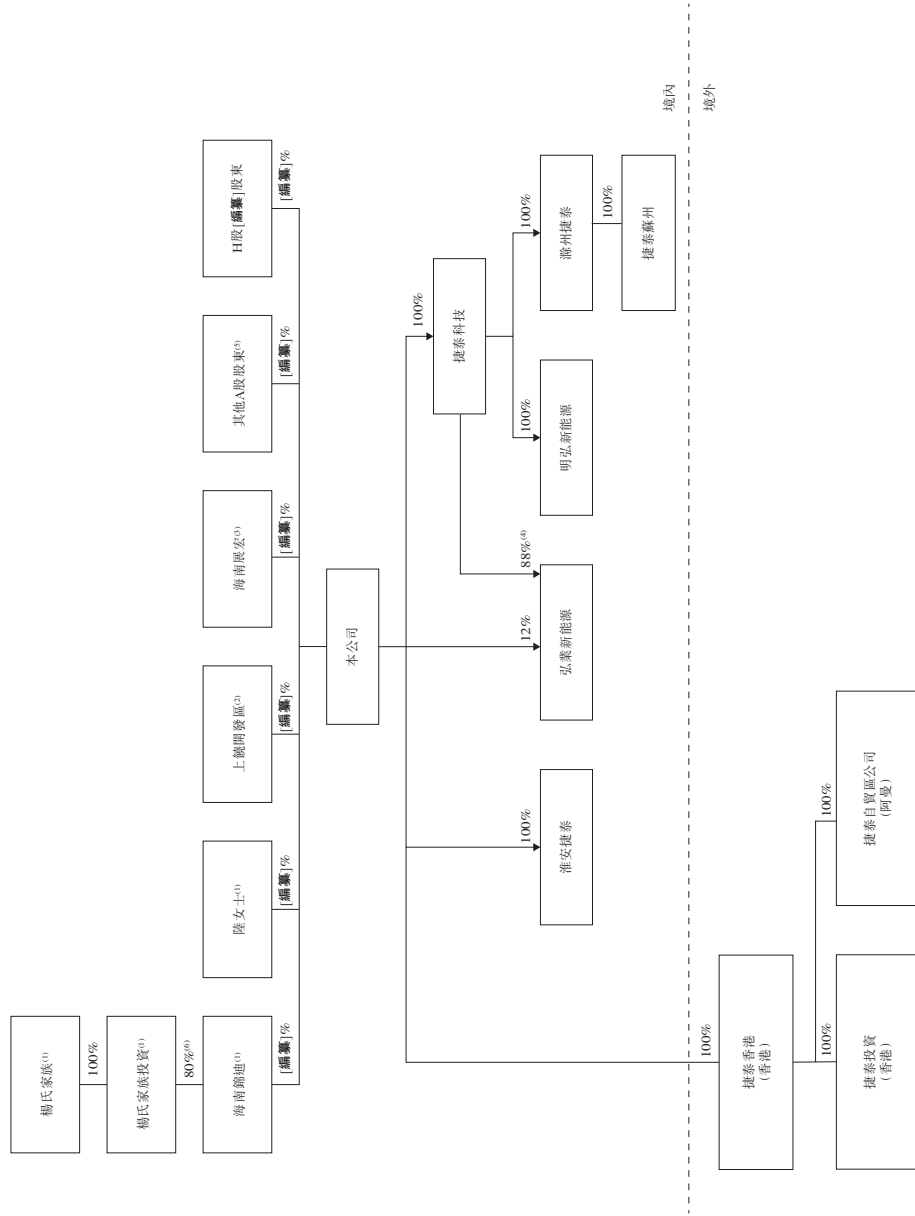 楊氏家族(1)
100%
楊氏家族投資(1)
80%(6)
海南錦迪(1)
陸女士(1)
上饒開發區(2)
海南展宏(3)
其他A股股東(5)
H股[編纂]股東
[編纂]%
[編纂]%
[編纂]%
[編纂]%
[編纂]%
[編纂]%
本公司
100%
捷泰科技
100%
12%
88%(4)
100%
100%
淮安捷泰
弘業新能源
明弘新能源
滁州捷泰
100%
捷泰蘇州
境內
境外
100%
捷泰香港
(香港)
100%
100%
捷泰投資
(香港)
捷泰自貿區公司
(阿曼)